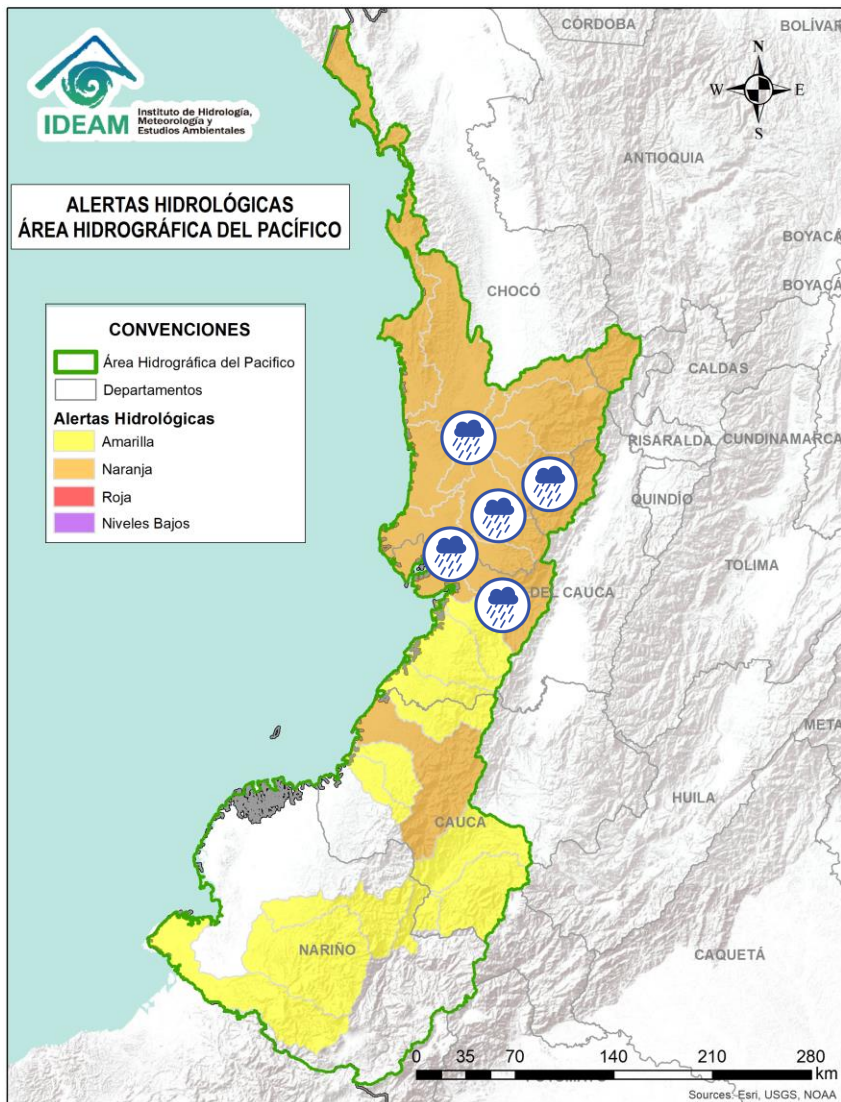 CÓRDOBA
BOLÍVAR
N
W E
S
IDEAM Instituto de Hidrología,
Meteorología y
Estudios Ambientales
ANTIOQUIA
ALERTAS HIDROLÓGICAS
ÁREA HIDROGRÁFICA DEL PACÍFICO
BOYACÁ
BOYACÁ
CHOCÓ
CONVENCIONES
Área Hidrográfica del Pacifico
Departamentos
Alertas Hidrológicas
Amarilla
Naranja
Roja
Niveles Bajos
CALDAS
RISARALDA
CUNDINAMARCA
QUINDÍO
TOLIMA
DEL CAUCA
META
HUILA
CAUCA
NARIÑO
CAQUETÁ
0 35 70 140 210 280
km
Sources: Esri, USGS, NOAA